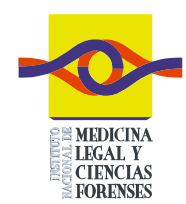 INSTITUTO
NACIONAL DE
MEDICINA
LEGAL Y
CIENCIAS
FORENSES